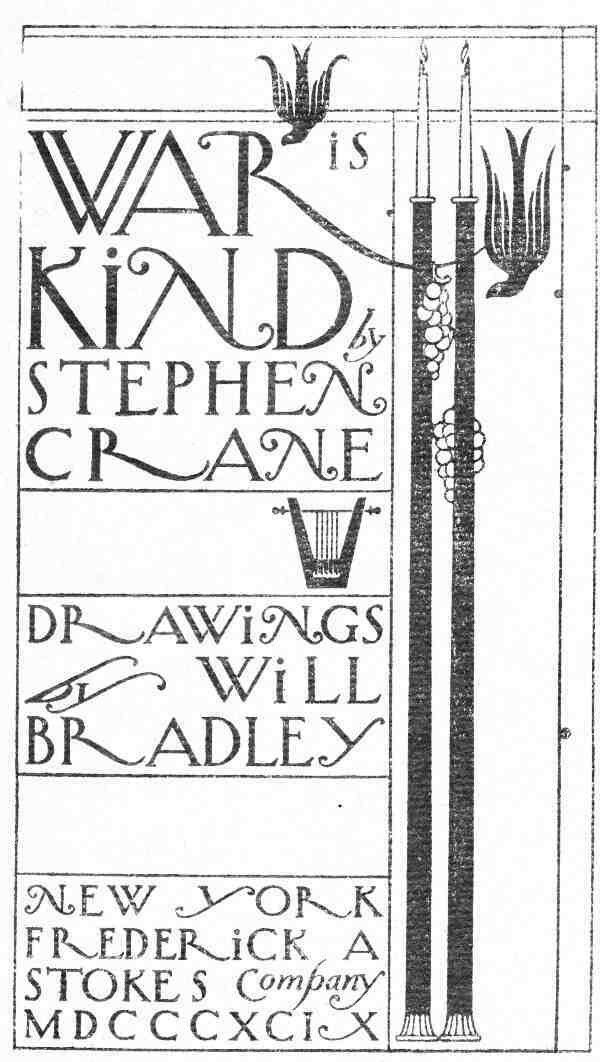 WAR iS
KiND by
STEPHEN
CRANE
DRAWiNGS
by WiLL
BRADLEY
NEW YORK
FREDERiCK A
STOKES Company
MDCCCXCiX